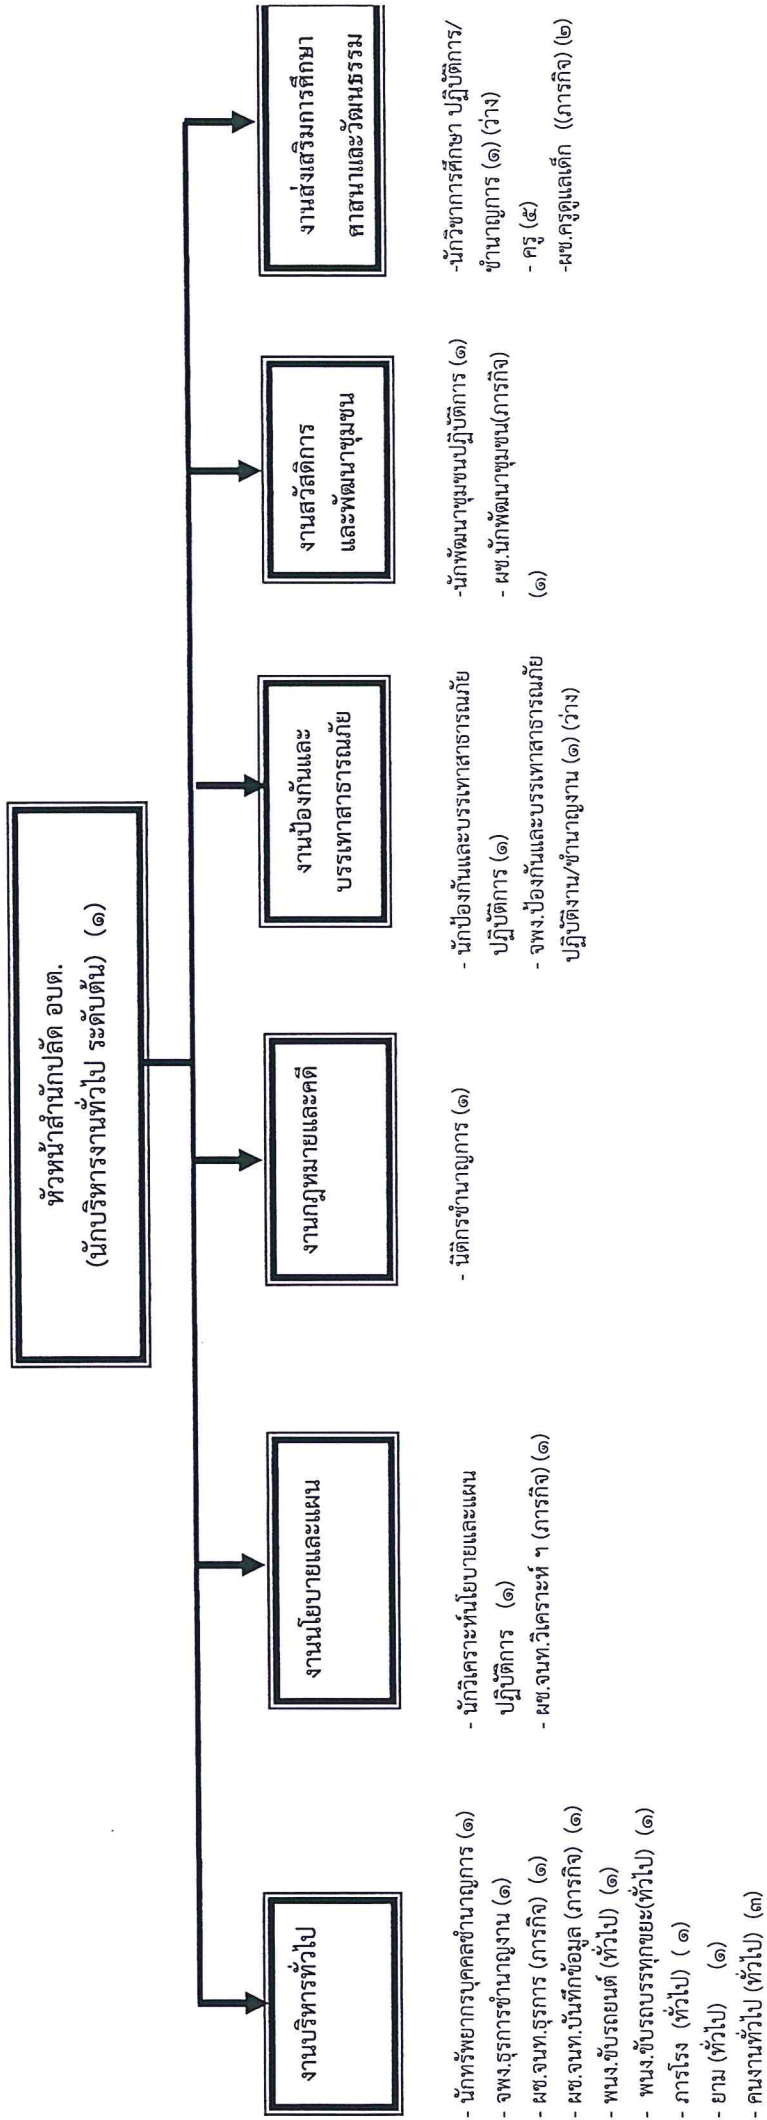 หัวหน้าสำนักปลัด อบต.
(นักบริหารงานทั่วไป ระดับต้น) (๑)
งานบริหารทั่วไป
- นักทรัพยากรบุคคลชำนาญการ (๑)
- จพง.ธุรการชำนาญงาน (๑)
- ผช.จนท.ธุรการ (ภารกิจ) (๑)
- ผช.จนท.บันทึกข้อมูล (ภารกิจ) (๑)
- พนง.ขับรถยนต์ (ทั่วไป) (๑)
- พนง.ขับรถบรรทุกขยะ(ทั่วไป) (๑)
- ภารโรง (ทั่วไป) ( ๑)
- ยาม (ทั่วไป) (๑)
- คนงานทั่วไป (ทั่วไป) (๓)
งานนโยบายและแผน
- นักวิเคราะห์นโยบายและแผน
ปฏิบัติการ (๑)
- ผช.จนท.วิเคราะห์ ฯ (ภารกิจ) (๑)
งานกฎหมายและคดี
- นิติกรชำนาญการ (๑)
งานป้องกันและ
บรรเทาสาธารณภัย
- นักป้องกันและบรรเทาสาธารณภัย
ปฏิบัติการ (๑)
- จพง.ป้องกันและบรรเทาสาธารณภัย
ปฏิบัติงาน/ชำนาญงาน (๑) (ว่าง)
งานสวัสดิการ
และพัฒนาชุมชน
-นักพัฒนาชุมชนปฏิบัติการ (๑)
- ผช.นักพัฒนาชุมชน(ภารกิจ)
(๑)
งานส่งเสริมการศึกษา
ศาสนาและวัฒนธรรม
-นักวิชาการศึกษา ปฏิบัติการ/
ชำนาญการ (๑) (ว่าง)
- ครู (๕)
-ผช.ครูดูแลเด็ก ((ภารกิจ) (๒)